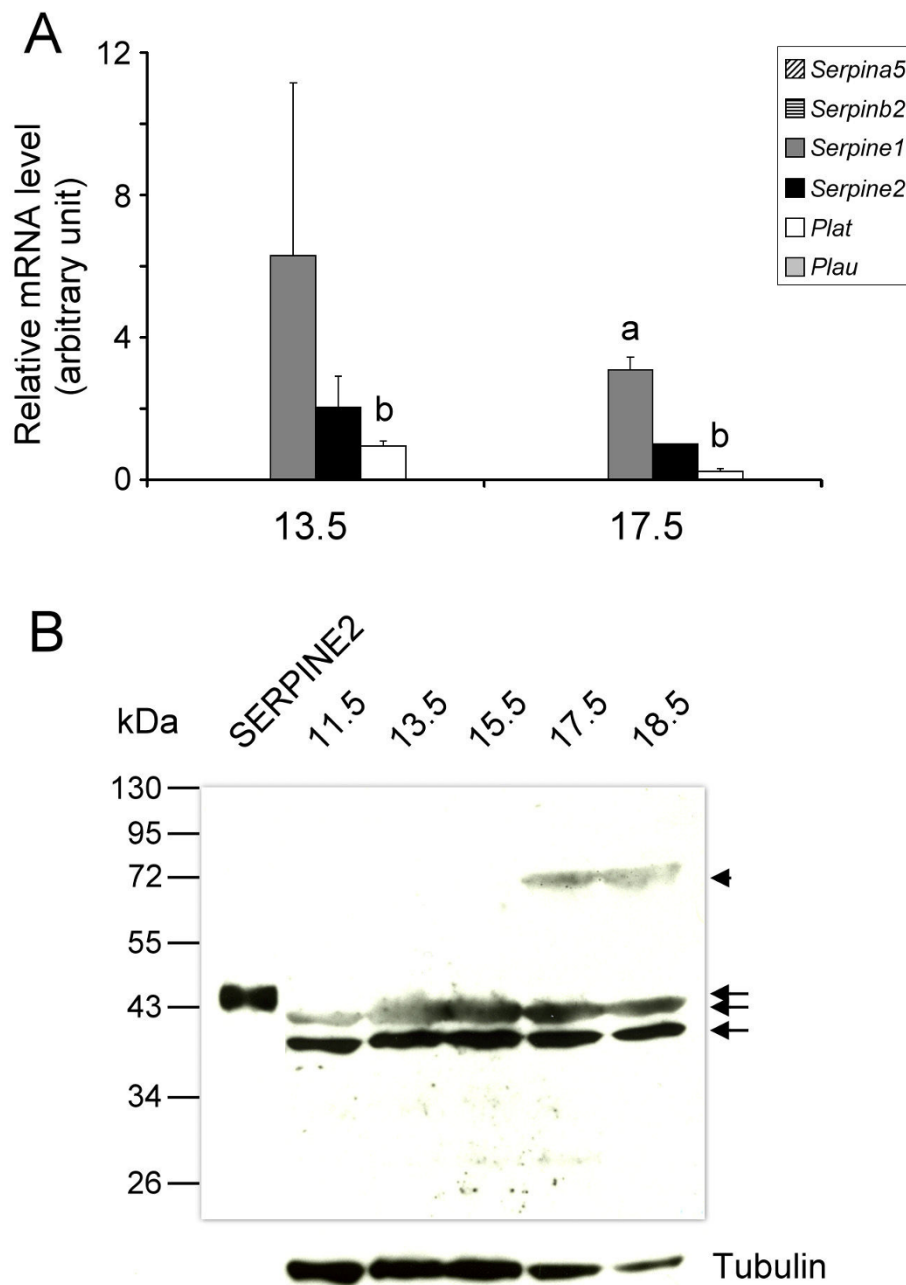 A
Relative mRNA level
(arbitrary unit)
12
8
4
0
a
b
b
13.5
17.5
Serpina5
Serpinb2
Serpine1
Serpine2
Plat
Plau
B
kDa
SERPINE2
11.5
13.5
15.5
17.5
18.5
130
95
72
55
43
34
26
Tubulin